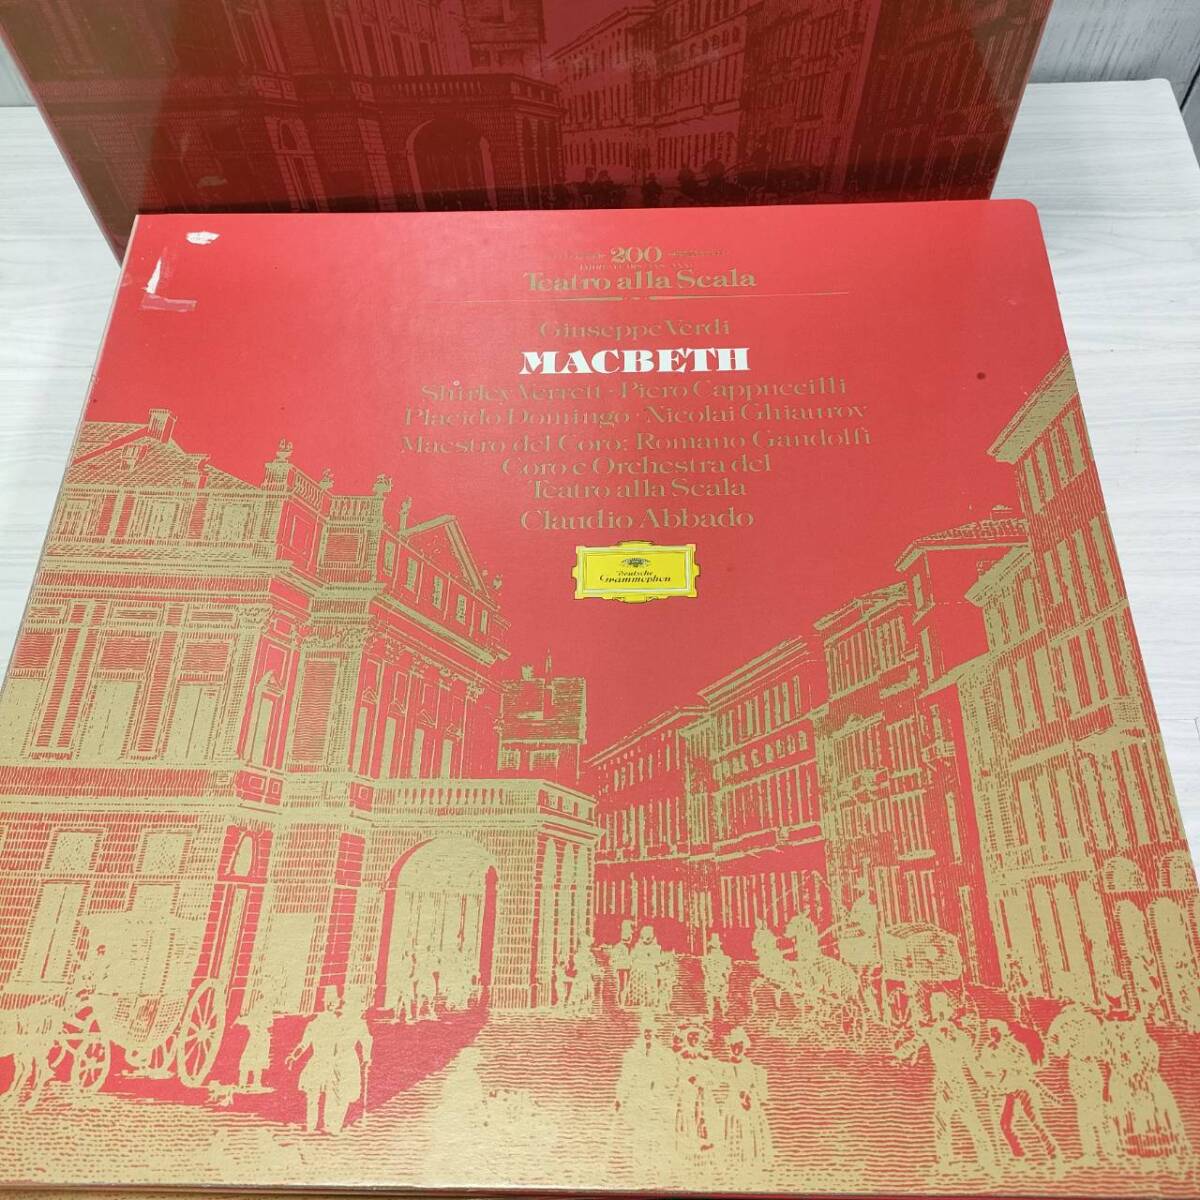 200
Teatro alla Scala
Giuseppe Verdi
MACBETH
Shirley Verrett · Piero Cappuccilli
Placido Domingo · Nicolai Ghiaurov
Maestro del Coro: Romano Gandolfi
Coro e Orchestra del
Teatro alla Scala
Claudio Abbado
Deutsche
Grammophon